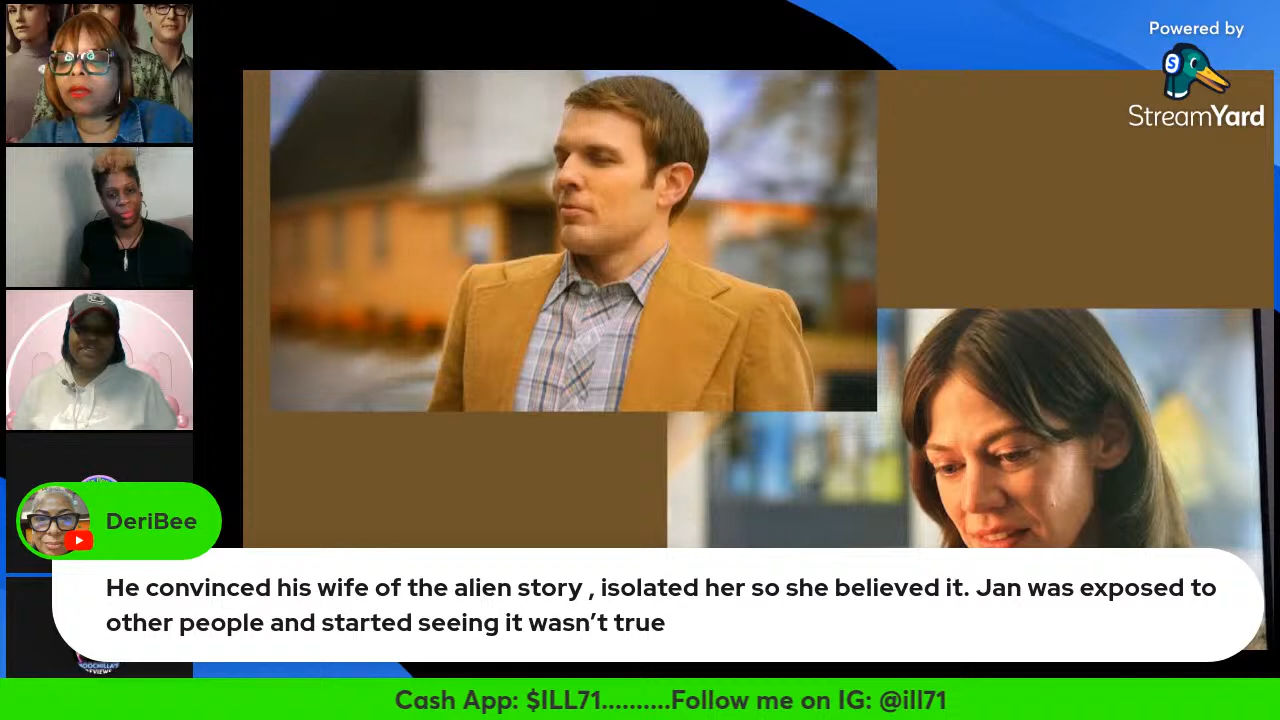 Powered by
StreamYard
DeriBee
He convinced his wife of the alien story , isolated her so she believed it. Jan was exposed to
other people and started seeing it wasn’t true
Cash App: $ILL71..........Follow me on IG: @ill71